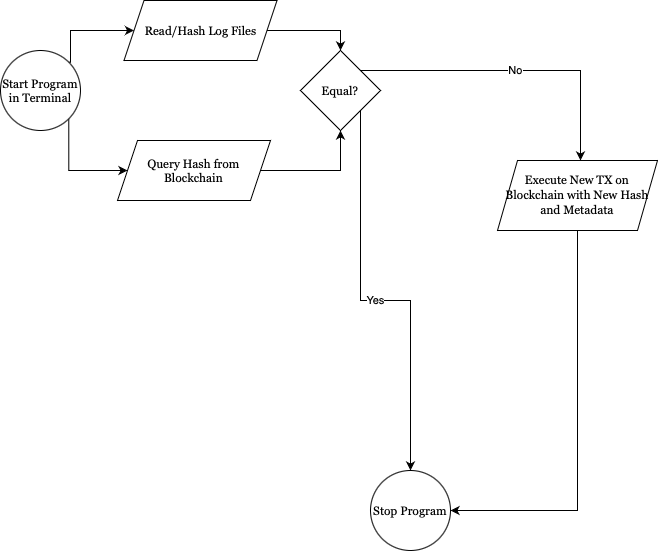 Read/Hash Log Files
Start Program
in Terminal
Equal?
No
Query Hash from
Blockchain
Execute New TX on
Blockchain with New Hash
and Metadata
Yes
Stop Program